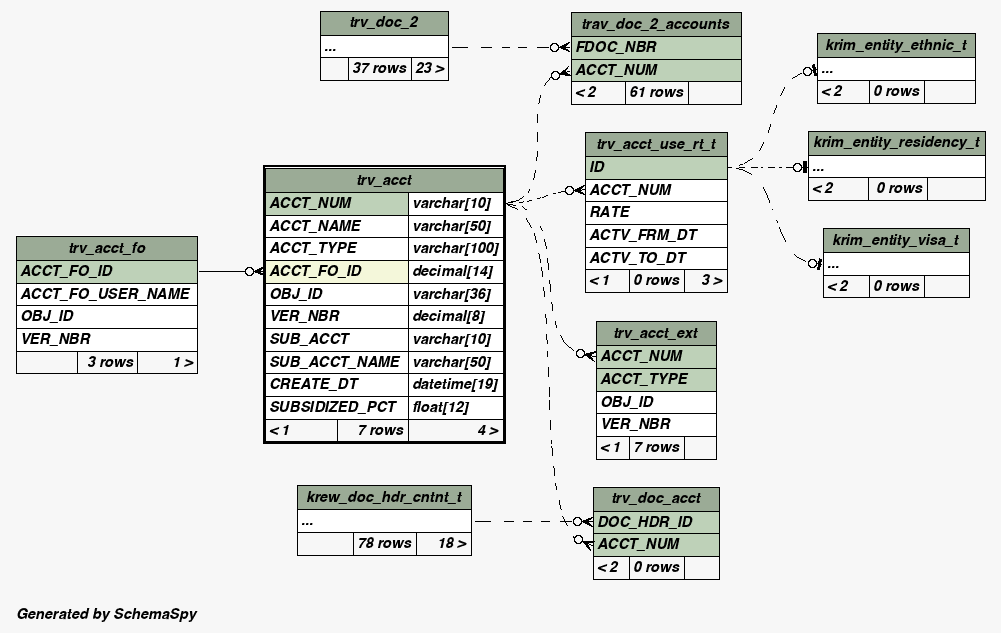 trv_doc_2
...
37 rows 23 >
trav_doc_2_accounts
FDOC_NBR
ACCT_NUM
< 2 61 rows
krim_entity_ethnic_t
...
< 2 0 rows
trv_acct_use_rt_t
ID
ACCT_NUM
RATE
ACTV_FRM_DT
ACTV_TO_DT
< 1 0 rows 3 >
krim_entity_residency_t
...
< 2 0 rows
krim_entity_visa_t
...
< 2 0 rows
trv_acct
ACCT_NUM varchar[10]
ACCT_NAME varchar[50]
ACCT_TYPE varchar[100]
ACCT_FO_ID decimal[14]
OBJ_ID varchar[36]
VER_NBR decimal[8]
SUB_ACCT varchar[10]
SUB_ACCT_NAME varchar[50]
CREATE_DT datetime[19]
SUBSIDIZED_PCT float[12]
< 1 7 rows 4 >
trv_acct_fo
ACCT_FO_ID
ACCT_FO_USER_NAME
OBJ_ID
VER_NBR
3 rows 1 >
trv_acct_ext
ACCT_NUM
ACCT_TYPE
OBJ_ID
VER_NBR
< 1 7 rows
krew_doc_hdr_cntnt_t
...
78 rows 18 >
trv_doc_acct
DOC_HDR_ID
ACCT_NUM
< 2 0 rows
Generated by SchemaSpy